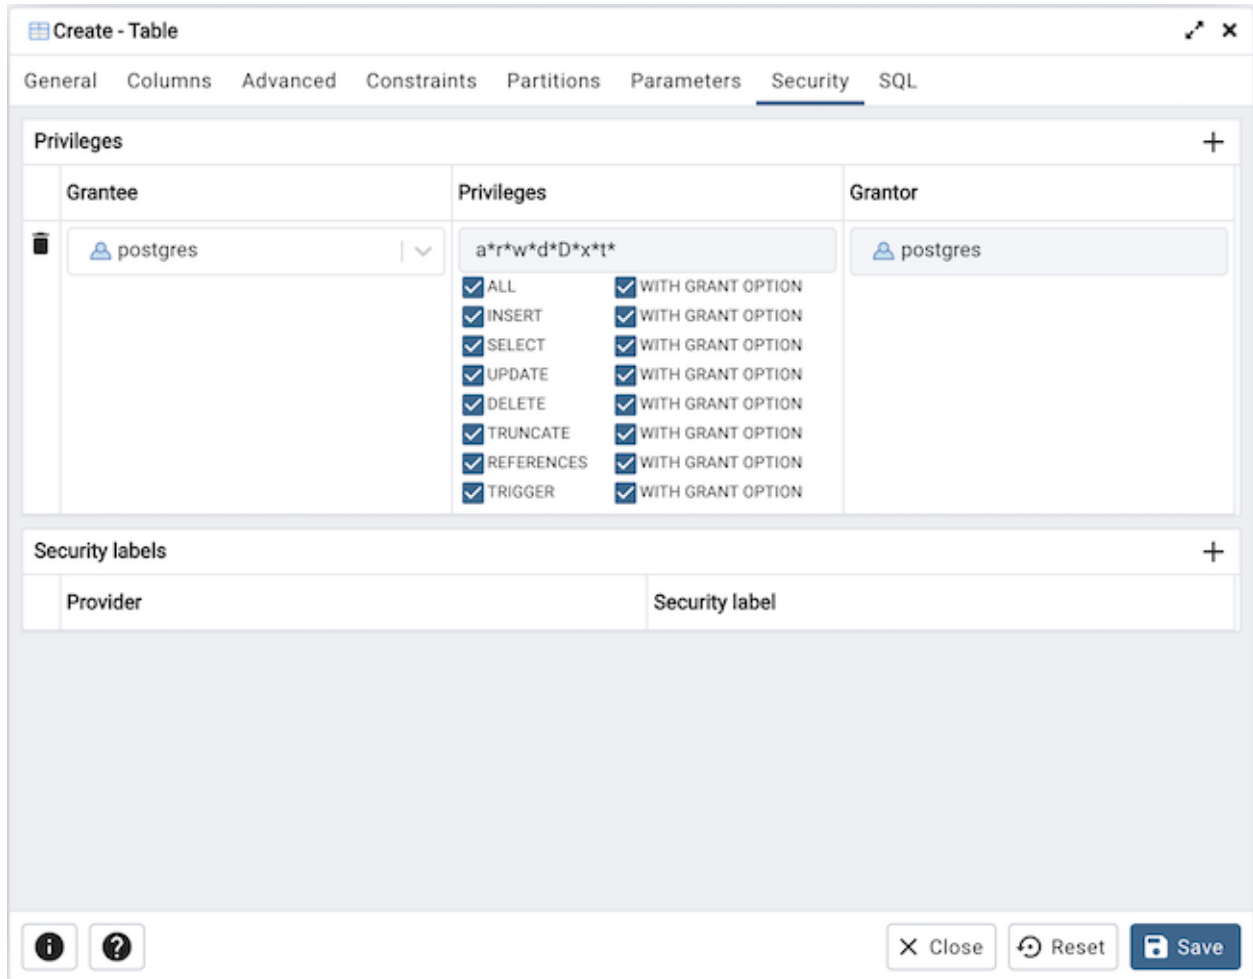 Create - Table
General Columns Advanced Constraints Partitions Parameters Security SQL
Privileges
Grantee Privileges Grantor
postgres a*r*w*d*D*x*t* postgres
ALL WITH GRANT OPTION
INSERT WITH GRANT OPTION
SELECT WITH GRANT OPTION
UPDATE WITH GRANT OPTION
DELETE WITH GRANT OPTION
TRUNCATE WITH GRANT OPTION
REFERENCES WITH GRANT OPTION
TRIGGER WITH GRANT OPTION
Security labels
Provider Security label
Close Reset Save